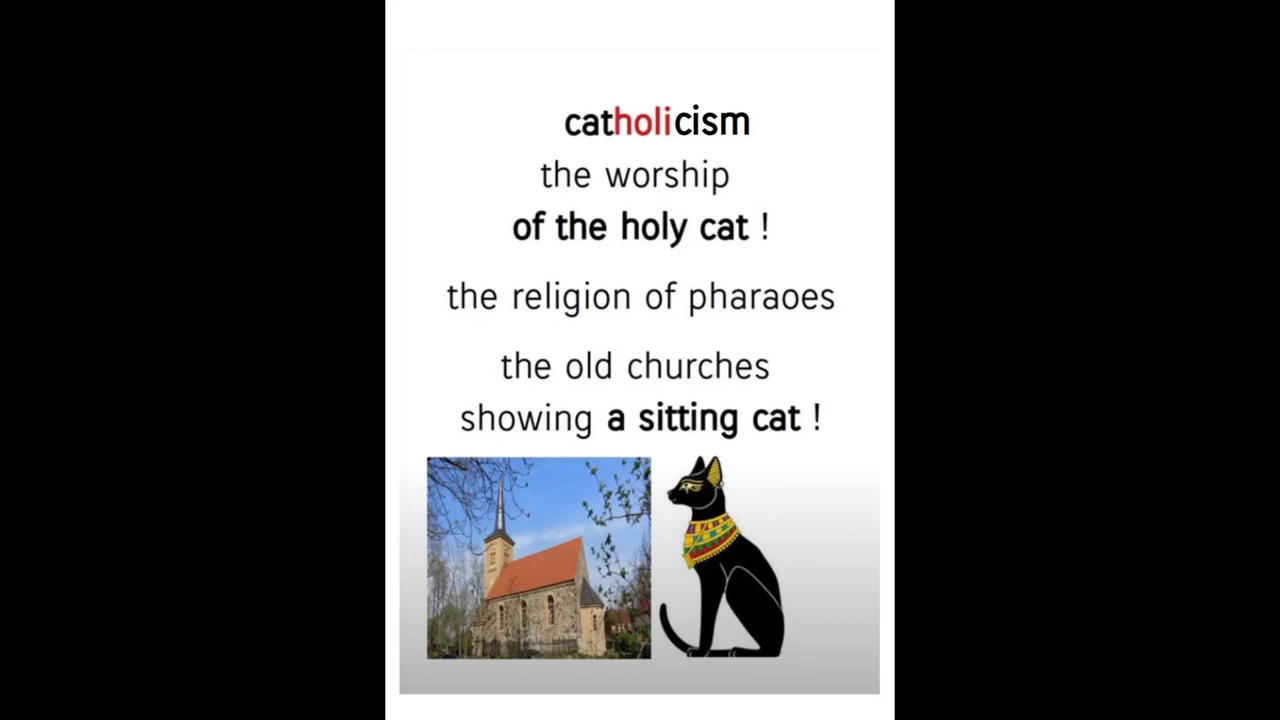 catholicism
the worship
of the holy cat !
the religion of pharaoes
the old churches
showing a sitting cat !